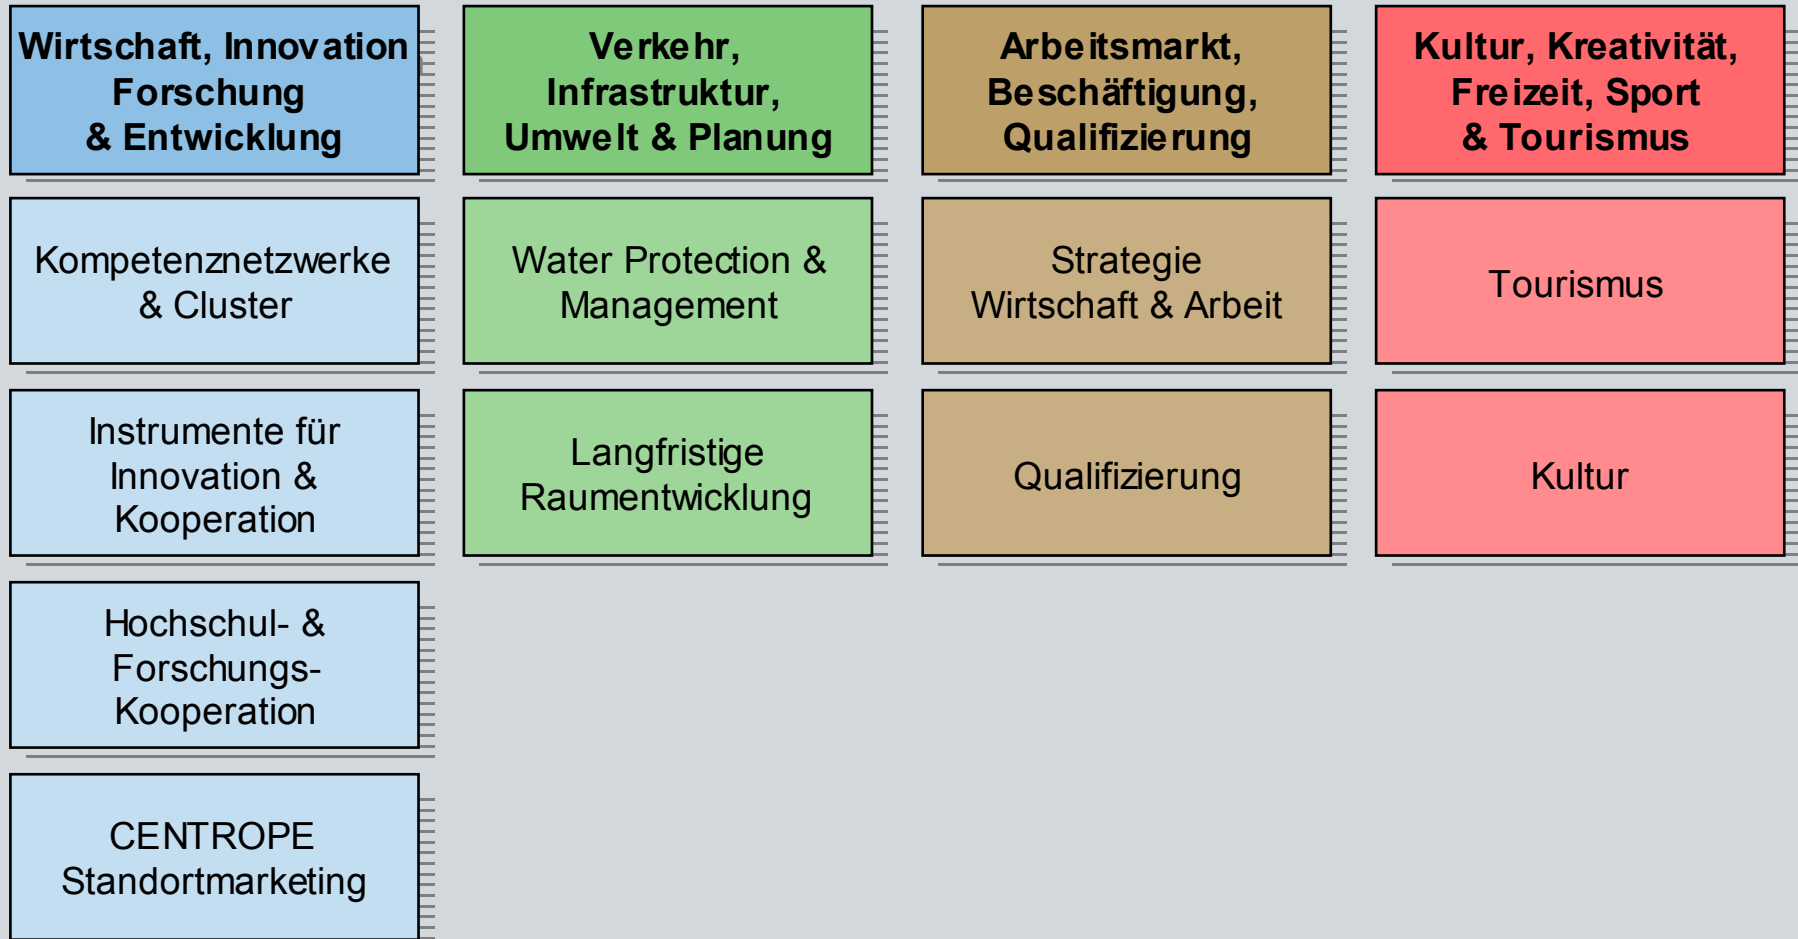 Wirtschaft, Innovation
Forschung
& Entwicklung
Verkehr,
Infrastruktur,
Umwelt & Planung
Arbeitsmarkt,
Beschäftigung,
Qualifizierung
Kultur, Kreativität,
Freizeit, Sport
& Tourismus
Kompetenznetzwerke
& Cluster
Water Protection &
Management
Strategie
Wirtschaft & Arbeit
Tourismus
Instrumente für
Innovation &
Kooperation
Langfristige
Raumentwicklung
Qualifizierung
Kultur
Hochschul- &
Forschungs-
Kooperation
CENTROPE
Standortmarketing